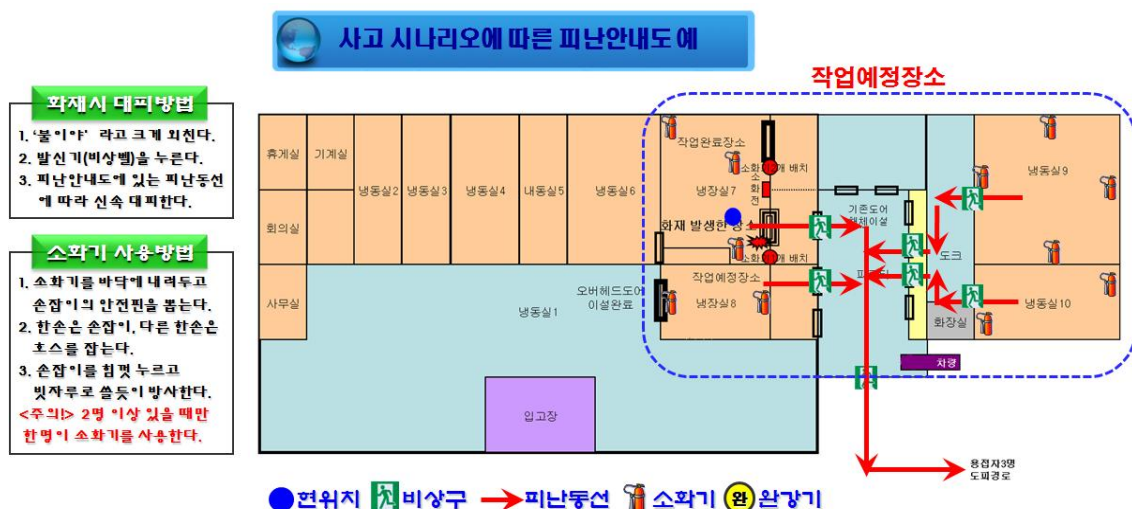 사고 시나리오에 따른 피난안내도 예
작업예정장소
화재시 대피방법
1. ‘불이야’ 라고 크게 외친다.
2. 발신기(비상벨)을 누른다.
3. 피난안내도에 있는 피난동선
에 따라 신속 대피한다.
소화기 사용방법
1. 소화기를 바닥에 내려두고
손잡이의 안전핀을 뽑는다.
2. 한손은 손잡이, 다른 한손은
호스를 잡는다.
3. 손잡이를 힘껏 누르고
빗자루로 쓸듯이 방사한다.
<주의!> 2명 이상 있을 때만
한명이 소화기를 사용한다.
휴게실
기계실
회의실
사무실
냉동실2
냉동실3
냉동실4
내동실5
냉동실6
작업완료장소
냉장실7
소화
개 배치
소화전
화재 발생한 장소
소화
개 배치
작업예정장소
냉장실8
오버헤드도어
이설완료
냉동실1
입고장
기존도어
해체이설
도크
화장실
차량
냉동실9
냉동실10
용접자3명
도피경로
현위치
비상구
피난동선
소화기
완
완강기